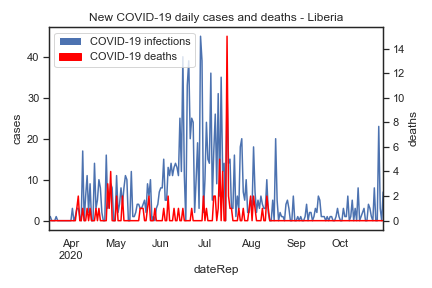 New COVID-19 daily cases and deaths - Liberia
COVID-19 infections
COVID-19 deaths
40
30
20
10
0
cases
14
12
10
8
6
4
2
0
deaths
Apr
2020
May
Jun
Jul
Aug
Sep
Oct
dateRep